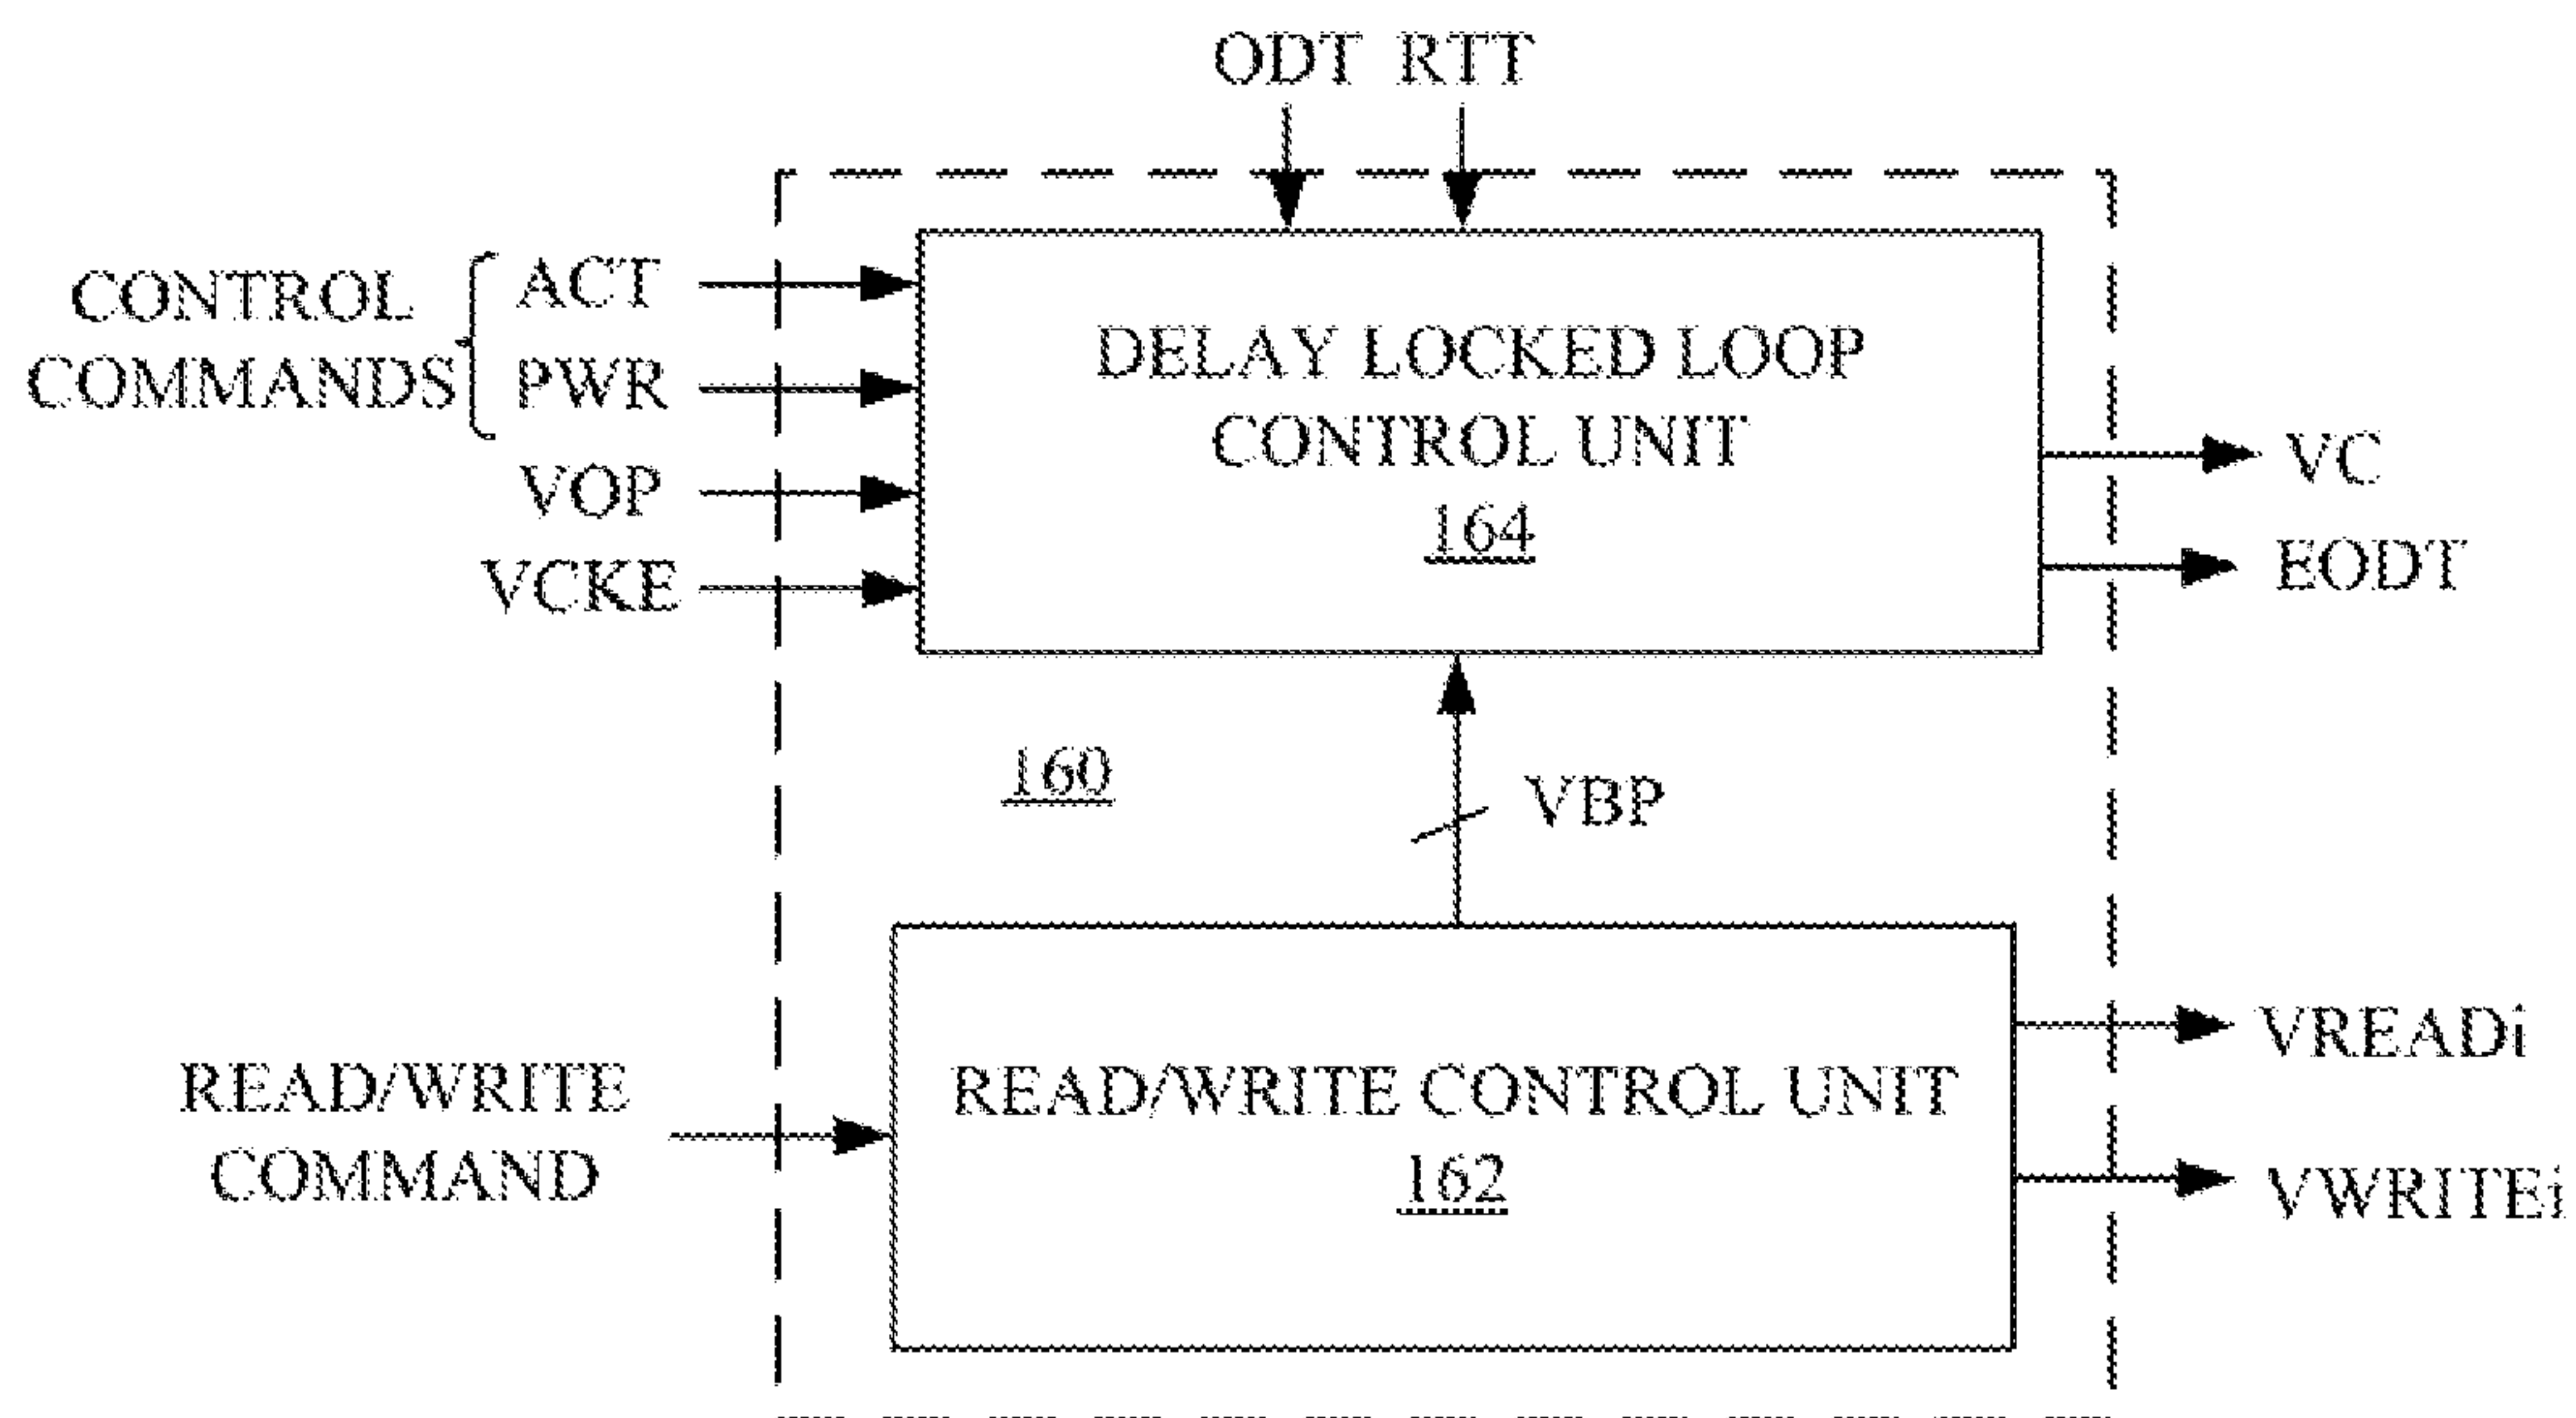 ODT RTT
CONTROL
COMMANDS
ACT
PWR
VOP
VCKE
DELAY LOCKED LOOP
CONTROL UNIT
164
VC
EODT
160
VBP
READ/WRITE
COMMAND
READ/WRITE CONTROL UNIT
162
VREADi
VWRITEi